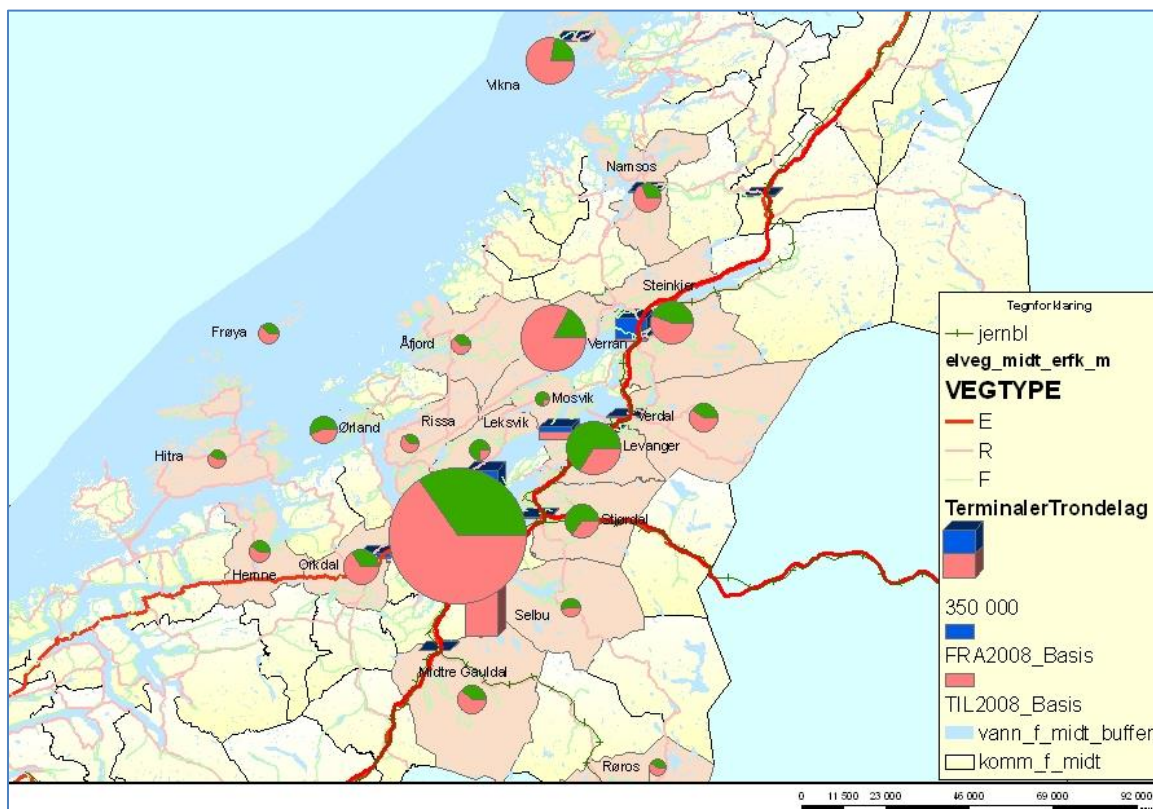 Vikna
Namsos
Steinkjer
Frøya
Åfjord
Verran
Mosvik
Ørland
Rissa
Leksvik
Verdal
Levanger
Hitra
Stjørdal
Hemne
Orkdal
Selbu
Midtre Gauldal
Røros
Tegnforklaring
jernbl
elveg_midt_erfk_m
VEGTYPE
E
R
F
TerminalerTrondelag
350 000
FRA2008_Basis
TIL2008_Basis
vann_f_midt_buffer
komm_f_midt
0 11 500 23 000 46 000 69 000 92 000